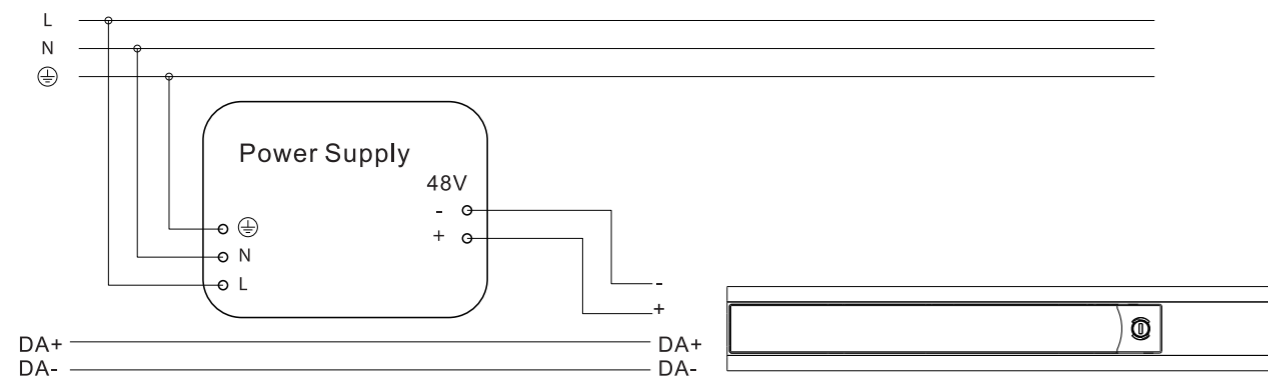 L
N
Power Supply
48V
-
+
N
L
-
+
DA+ DA+
DA- DA-